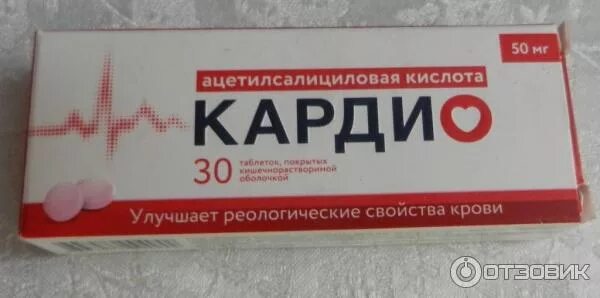 50 мг
ацетилсалициловая кислота
КАРДИО
30 таблеток, покрытых
кишечнорастворимой
оболочкой
Улучшает реологические свойства крови
ОТЗОВИК